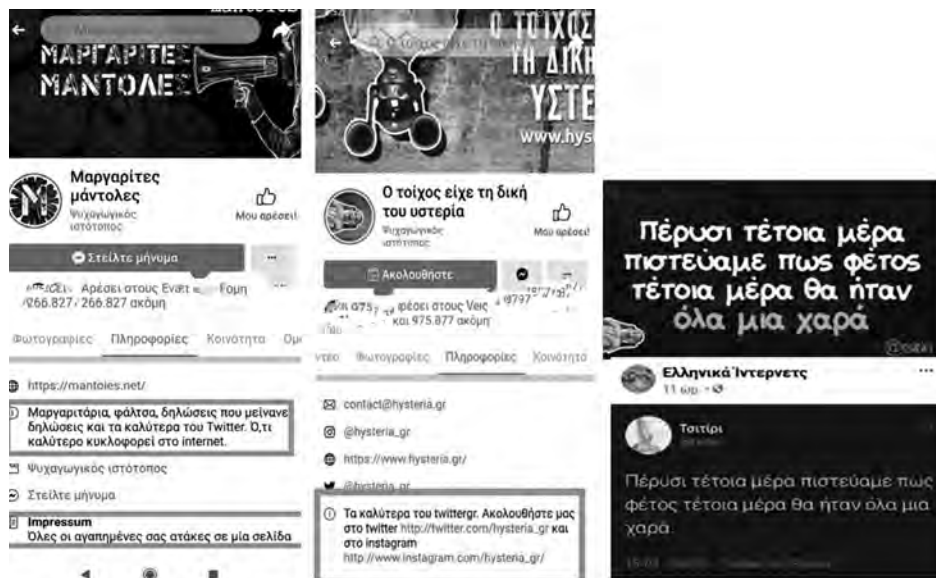 ΜΑΡΓΑΡΙΤΕΣ
ΜΑΝΤΟΛΕΣ
Μαργαρίτες
μάντολες
Ψυχαγωγικός
ιστότοπος
Μου αρέσει!
Στείλτε μήνυμα
Αρέσει στους
266.827 ακόμη
Φωτογραφίες Πληροφορίες Κοινότητα
https://mantoles.net/
Μαργαριτάρια, φάλτσα, δηλώσεις που μείνανε
δηλώσεις και τα καλύτερα του Twitter. Ό,τι
καλύτερο κυκλοφορεί στο internet.
Ψυχαγωγικός ιστότοπος
Στείλτε μήνυμα
Impressum
Όλες οι αγαπημένες σας ατάκες σε μία σελίδα
Ο ΤΟΙΧΟΣ
ΤΗ ΔΙΚΗ
ΥΣΤΕ
www.hys
Ο τοίχος είχε τη δική
του υστερία
Ψυχαγωγικός
ιστότοπος
Μου αρέσει!
Ακολουθήστε
και 975.877 ακόμη
Φωτογραφίες Πληροφορίες Κοινότητα
contact@hysteria.gr
@hysteria_gr
https://www.hysteria.gr/
@hysteria_gr
Τα καλύτερα του twittergr. Ακολουθήστε μας
στο twitter http://twitter.com/hysteria_gr και
στο instagram
http://www.instagram.com/hysteria_gr/
Πέρυσι τέτοια μέρα
πιστεύαμε πως φέτος
τέτοια μέρα θα ήταν
όλα μια χαρά
Ελληνικά Ίντερνετς
11 ώρ.
Τσιτίρι
Πέρυσι τέτοια μέρα πιστεύαμε πως
φέτος τέτοια μέρα θα ήταν όλα μια
χαρά.